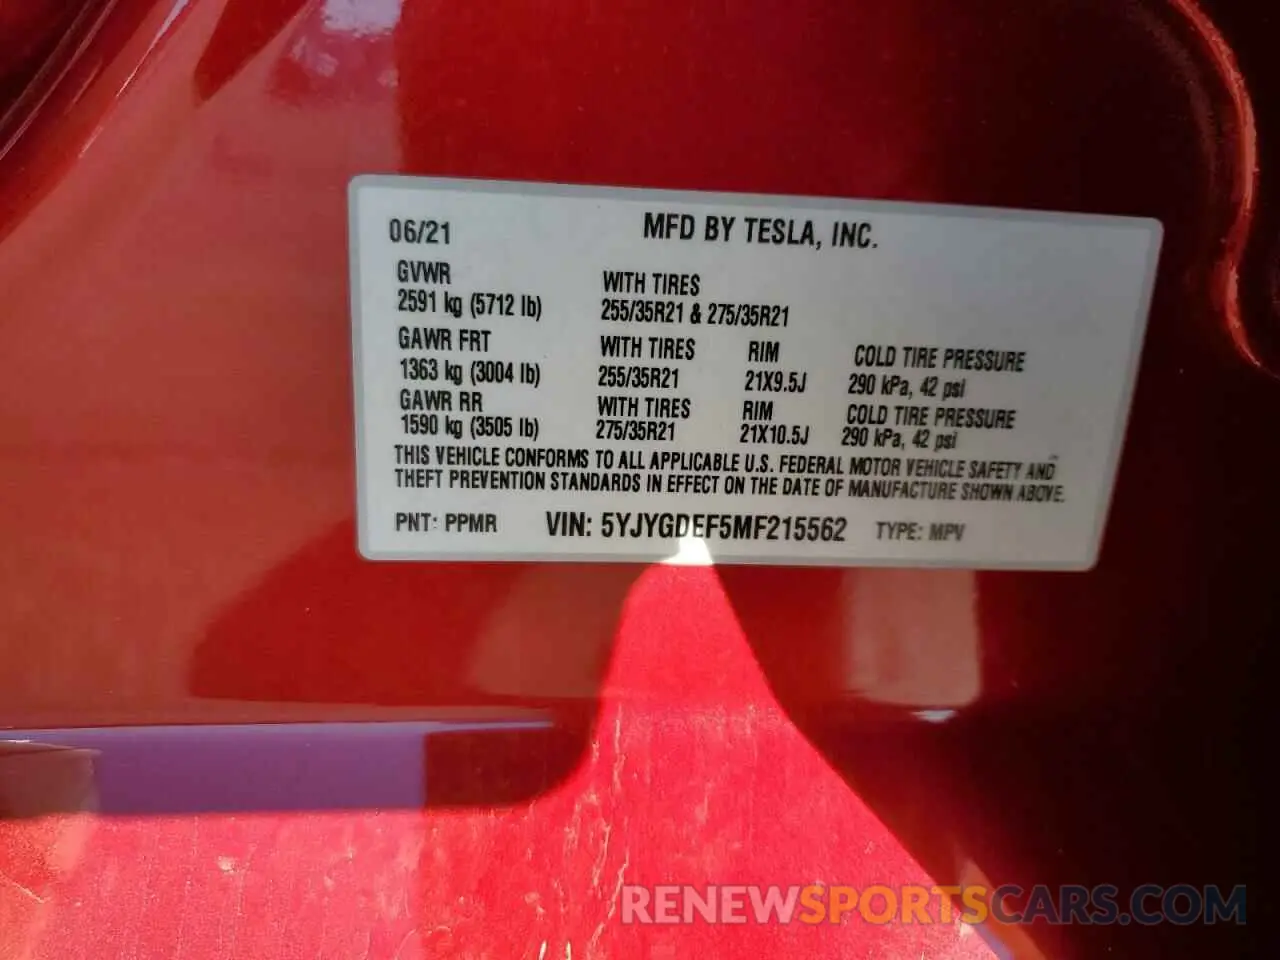 06/21 MFD BY TESLA, INC.
GVWR WITH TIRES
2591 kg (5712 lb) 255/35R21 & 275/35R21
GAWR FRT WITH TIRES RIM COLD TIRE PRESSURE
1363 kg (3004 lb) 255/35R21 21X9.5J 290 kPa, 42 psi
GAWR RR WITH TIRES RIM COLD TIRE PRESSURE
1590 kg (3505 lb) 275/35R21 21X10.5J 290 kPa, 42 psi
THIS VEHICLE CONFORMS TO ALL APPLICABLE U.S. FEDERAL MOTOR VEHICLE SAFETY AND
THEFT PREVENTION STANDARDS IN EFFECT ON THE DATE OF MANUFACTURE SHOWN ABOVE.
PNT: PPMR VIN: 5YJYGDEF5MF215562 TYPE: MPV
RENEWSPORTSCARS.COM